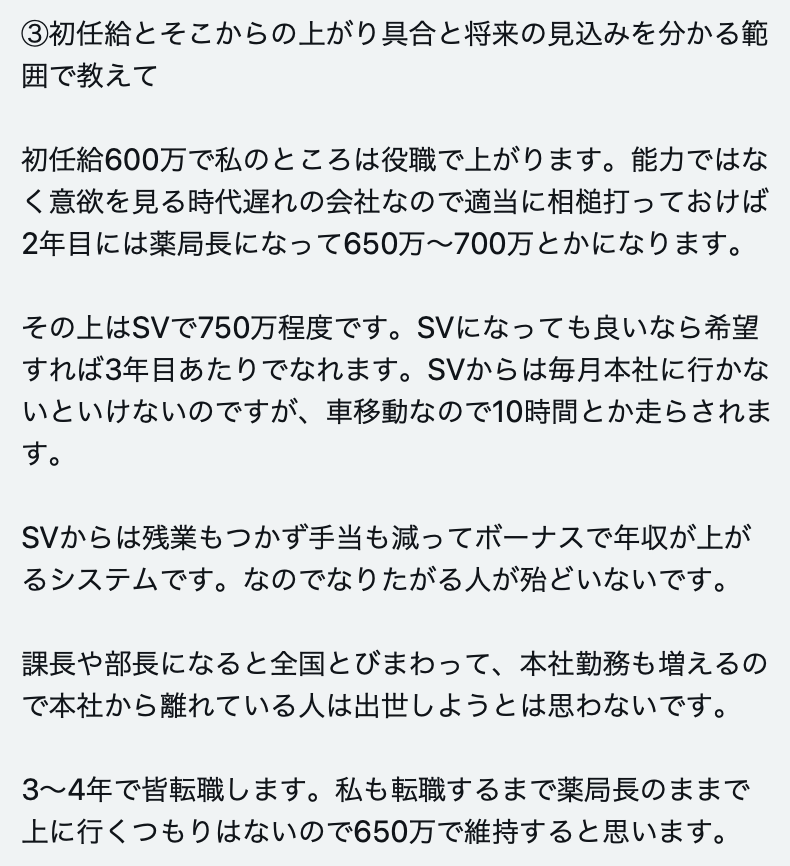 ③初任給とそこからの上がり具合と将来の見込みを分かる範
囲で教えて
初任給600万で私のところは役職で上がります。能力ではな
く意欲を見る時代遅れの会社なので適当に相槌打っておけば
2年目には薬局長になって650万〜700万とかになります。
その上はSVで750万程度です。SVになっても良いなら希望
すれば3年目あたりでなれます。SVからは毎月本社に行かな
いといけないのですが、車移動なので10時間とか走らされま
す。
SVからは残業もつかず手当も減ってボーナスで年収が上が
るシステムです。なのでなりたがる人が殆どいないです。
課長や部長になると全国とびまわって、本社勤務も増えるの
で本社から離れている人は出世しようとは思わないです。
3〜4年で皆転職します。私も転職するまで薬局長のままで
上に行くつもりはないので650万で維持すると思います。